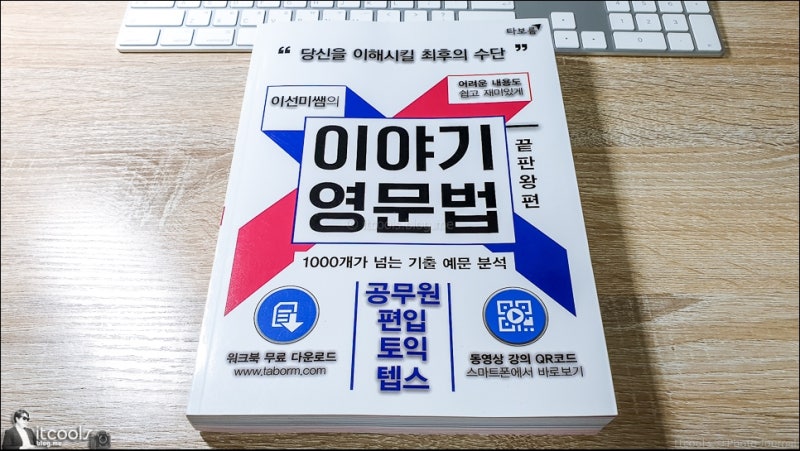 타보름
“ 당신을 이해시킬 최후의 수단 ”
이선미쌤의
어려운 내용도
쉽고 재미있게
이야기
영문법
끝판왕편
1000개가 넘는 기출 예문 분석
공무원
편입
토익
텝스
워크북 무료 다운로드
www.taborm.com
동영상 강의 QR코드
스마트폰에서 바로보기
itcools
blog.me